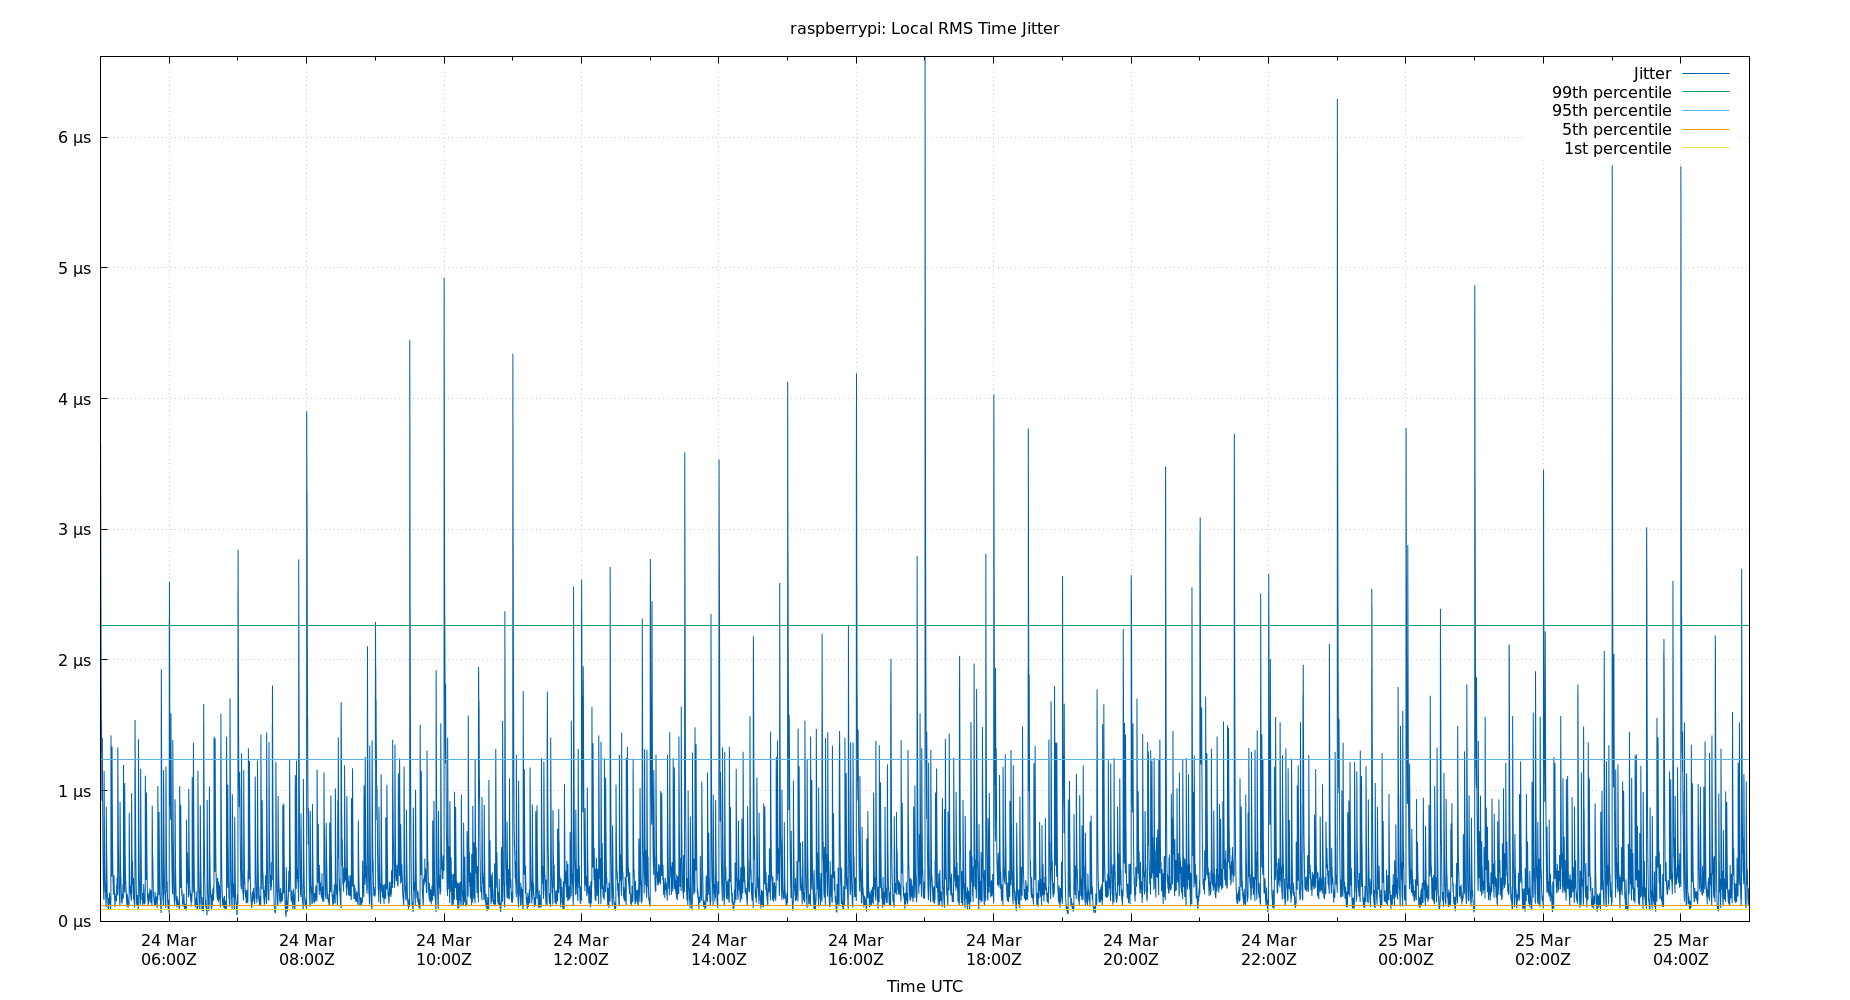 raspberrypi: Local RMS Time Jitter
Jitter
99th percentile
95th percentile
5th percentile
1st percentile
6 µs
5 µs
4 µs
3 µs
2 µs
1 µs
0 µs
24 Mar 24 Mar 24 Mar 24 Mar 24 Mar 24 Mar 24 Mar 24 Mar 24 Mar 25 Mar 25 Mar 25 Mar
06:00Z 08:00Z 10:00Z 12:00Z 14:00Z 16:00Z 18:00Z 20:00Z 22:00Z 00:00Z 02:00Z 04:00Z
Time UTC